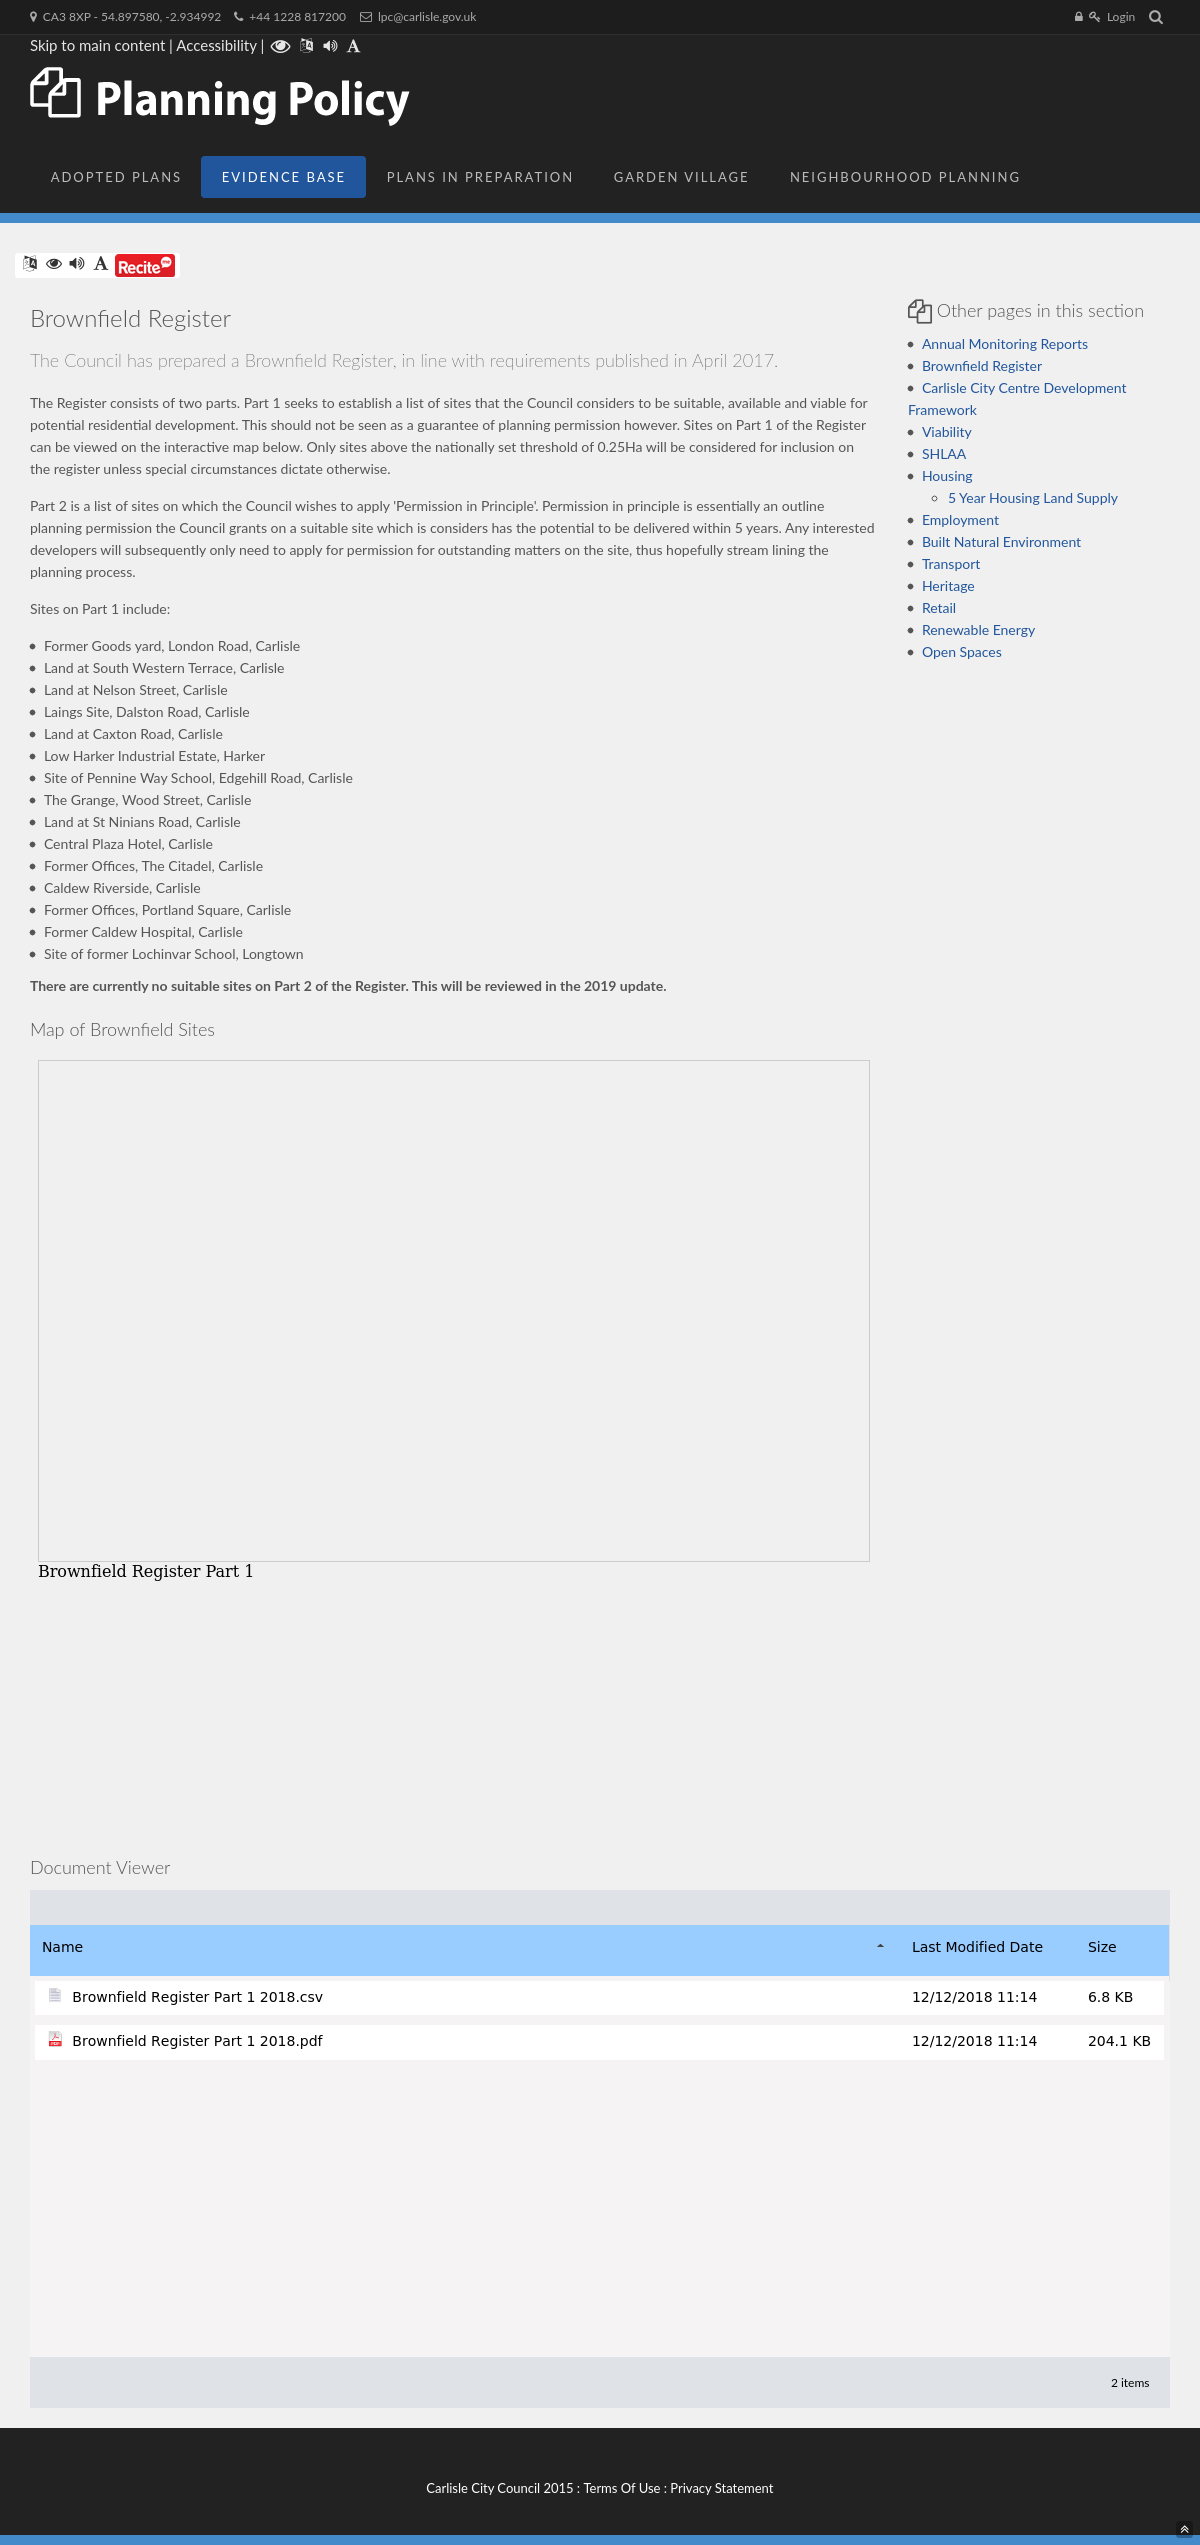 CA3 8XP - 54.897580, -2.934992 +44 1228 817200 lpc@carlisle.gov.uk Login
Skip to main content | Accessibility |
Planning Policy
ADOPTED PLANS EVIDENCE BASE PLANS IN PREPARATION GARDEN VILLAGE NEIGHBOURHOOD PLANNING
Recite
Brownfield Register
The Council has prepared a Brownfield Register, in line with requirements published in April 2017.
The Register consists of two parts. Part 1 seeks to establish a list of sites that the Council considers to be suitable, available and viable for
potential residential development. This should not be seen as a guarantee of planning permission however. Sites on Part 1 of the Register
can be viewed on the interactive map below. Only sites above the nationally set threshold of 0.25Ha will be considered for inclusion on
the register unless special circumstances dictate otherwise.
Part 2 is a list of sites on which the Council wishes to apply 'Permission in Principle'. Permission in principle is essentially an outline
planning permission the Council grants on a suitable site which is considers has the potential to be delivered within 5 years. Any interested
developers will subsequently only need to apply for permission for outstanding matters on the site, thus hopefully stream lining the
planning process.
Sites on Part 1 include:
Former Goods yard, London Road, Carlisle
Land at South Western Terrace, Carlisle
Land at Nelson Street, Carlisle
Laings Site, Dalston Road, Carlisle
Land at Caxton Road, Carlisle
Low Harker Industrial Estate, Harker
Site of Pennine Way School, Edgehill Road, Carlisle
The Grange, Wood Street, Carlisle
Land at St Ninians Road, Carlisle
Central Plaza Hotel, Carlisle
Former Offices, The Citadel, Carlisle
Caldew Riverside, Carlisle
Former Offices, Portland Square, Carlisle
Former Caldew Hospital, Carlisle
Site of former Lochinvar School, Longtown
There are currently no suitable sites on Part 2 of the Register. This will be reviewed in the 2019 update.
Map of Brownfield Sites
Brownfield Register Part 1
Other pages in this section
Annual Monitoring Reports
Brownfield Register
Carlisle City Centre Development
Framework
Viability
SHLAA
Housing
5 Year Housing Land Supply
Employment
Built Natural Environment
Transport
Heritage
Retail
Renewable Energy
Open Spaces
Document Viewer
Name Last Modified Date Size
Brownfield Register Part 1 2018.csv 12/12/2018 11:14 6.8 KB
Brownfield Register Part 1 2018.pdf 12/12/2018 11:14 204.1 KB
2 items
Carlisle City Council 2015 : Terms Of Use : Privacy Statement